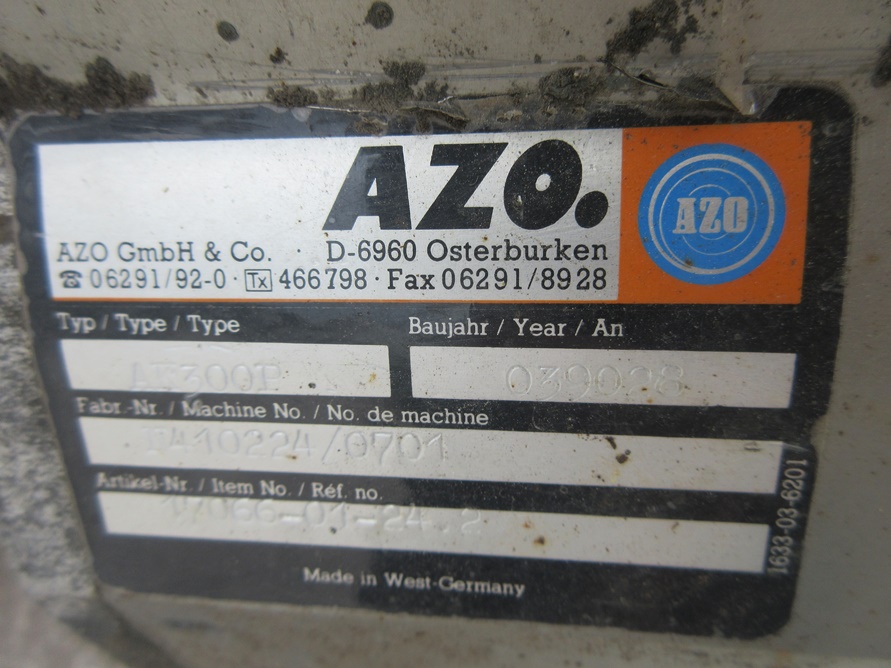 AZO.
AZO
AZO GmbH & Co. D-6960 Osterburken
☎ 06291/92-0 · Tx 466798 · Fax 06291/8928
Typ / Type / Type
Baujahr / Year / An
039028
Fabr.-Nr. / Machine No. / No. de machine
Artikel-Nr. / Item No. / Réf. no.
Made in West-Germany
1633-03-6201